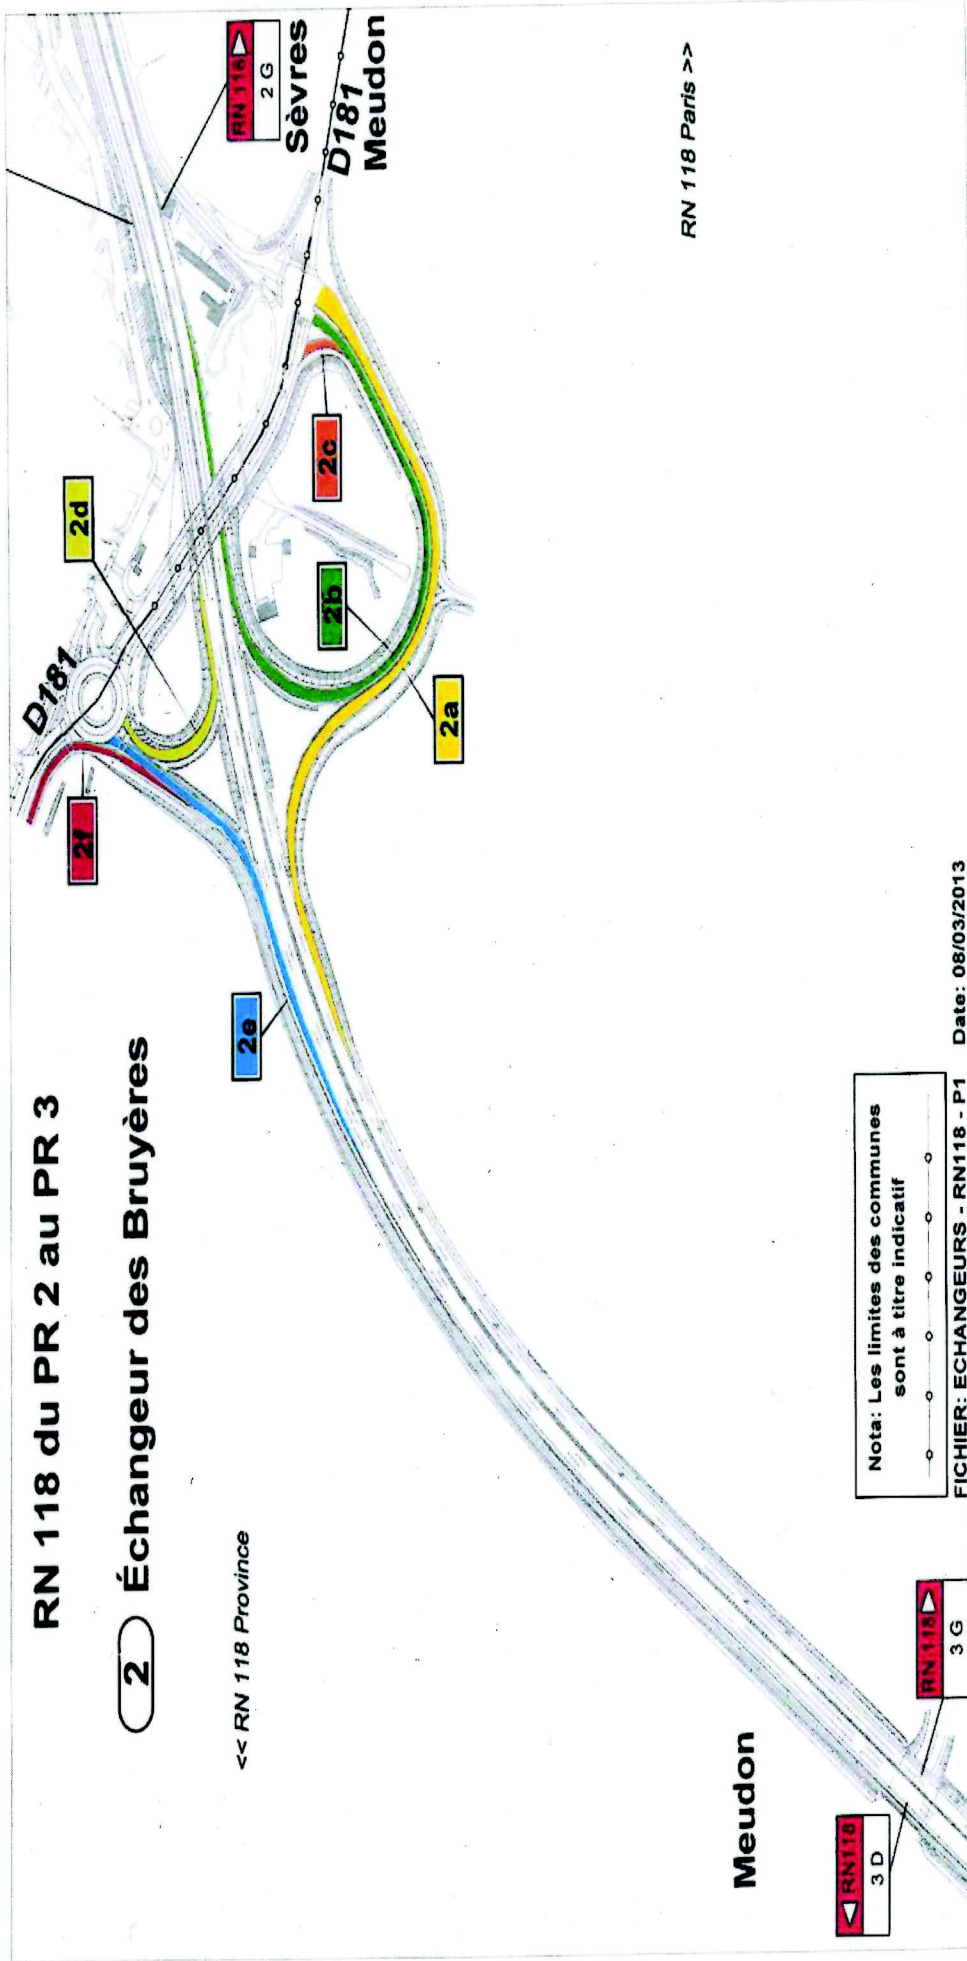 RN 118 du PR 2 au PR 3
2 Échangeur des Bruyères
<< RN 118 Province
D181
2d
2f
2e
2c
2b
2a
RN 118
2 G
Sèvres
D181
Meudon
RN 118 Paris >>
Meudon
RN118
3 D
RN 118
3 G
Nota: Les limites des communes
sont à titre indicatif
FICHIER: ECHANGEURS - RN118 - P1 Date: 08/03/2013